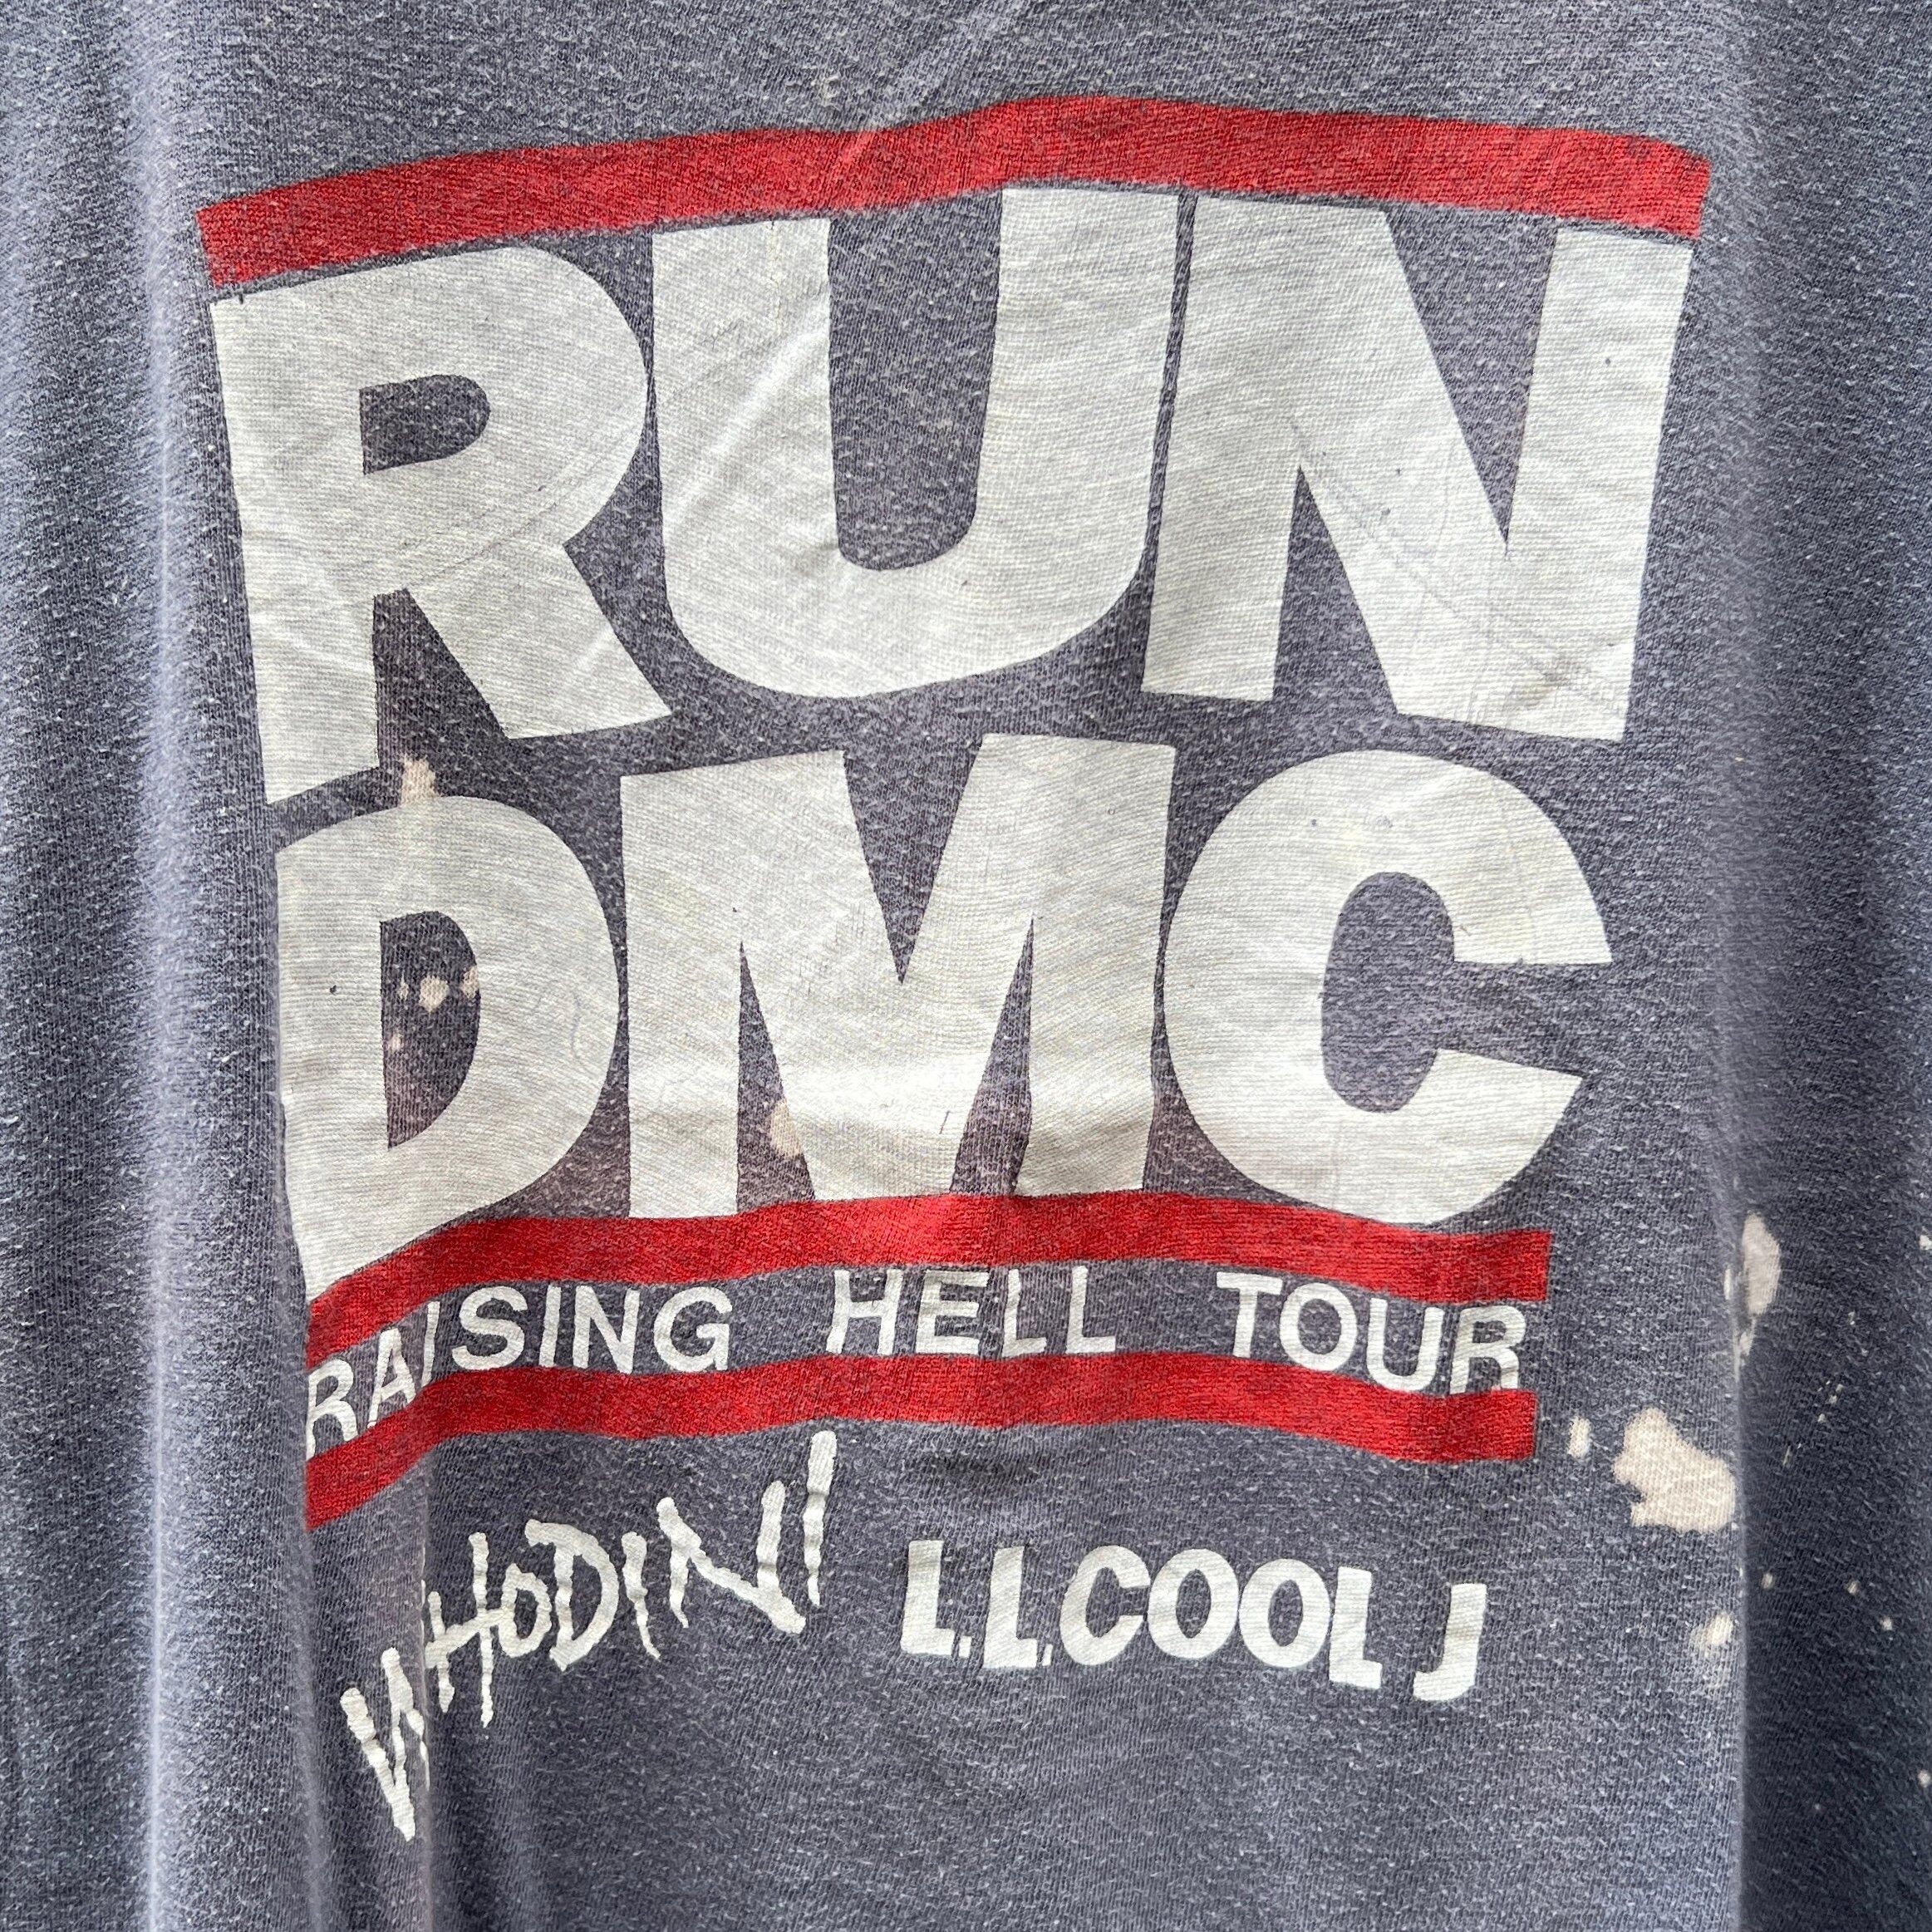 RUN
DMC
RAISING HELL TOUR
WHODINI L.L.COOL J